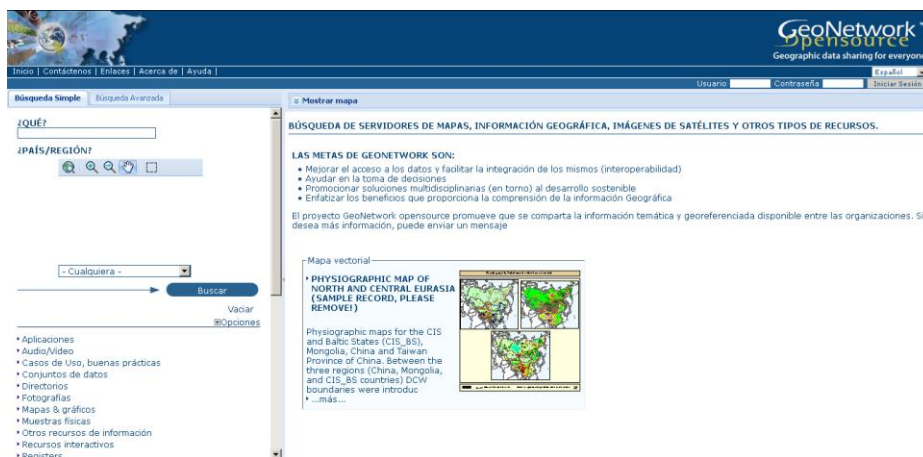 GeoNetwork
Opensource
Geographic data sharing for everyone
Inicio | Contáctenos | Enlaces | Acerca de | Ayuda |
Español
Usuario
Contraseña
Iniciar Sesión
Búsqueda Simple
Búsqueda Avanzada
¿QUÉ?
¿PAÍS/REGIÓN?
- Cualquiera -
Buscar
Vaciar
Opciones
Aplicaciones
Audio/Vídeo
Casos de Uso, buenas prácticas
Conjuntos de datos
Directorios
Fotografías
Mapas & gráficos
Muestras físicas
Otros recursos de información
Recursos interactivos
Registers
Mostrar mapa
BÚSQUEDA DE SERVIDORES DE MAPAS, INFORMACIÓN GEOGRÁFICA, IMÁGENES DE SATÉLITES Y OTROS TIPOS DE RECURSOS.
LAS METAS DE GEONETWORK SON:
• Mejorar el acceso a los datos y facilitar la integración de los mismos (interoperabilidad)
• Ayudar en la toma de decisiones
• Promocionar soluciones multidisciplinarias (en torno) al desarrollo sostenible
• Enfatizar los beneficios que proporciona la comprensión de la información Geográfica
El proyecto GeoNetwork opensource promueve que se comparta la información temática y georeferenciada disponible entre las organizaciones. Si
desea más información, puede enviar un mensaje
Mapa vectorial
PHYSIOGRAPHIC MAP OF
NORTH AND CENTRAL EURASIA
(SAMPLE RECORD, PLEASE
REMOVE!)
Physiographic maps for the CIS
and Baltic States (CIS_BS),
Mongolia, China and Taiwan
Province of China. Between the
three regions (China, Mongolia,
and CIS_BS countries) DCW
boundaries were introduc
...más...